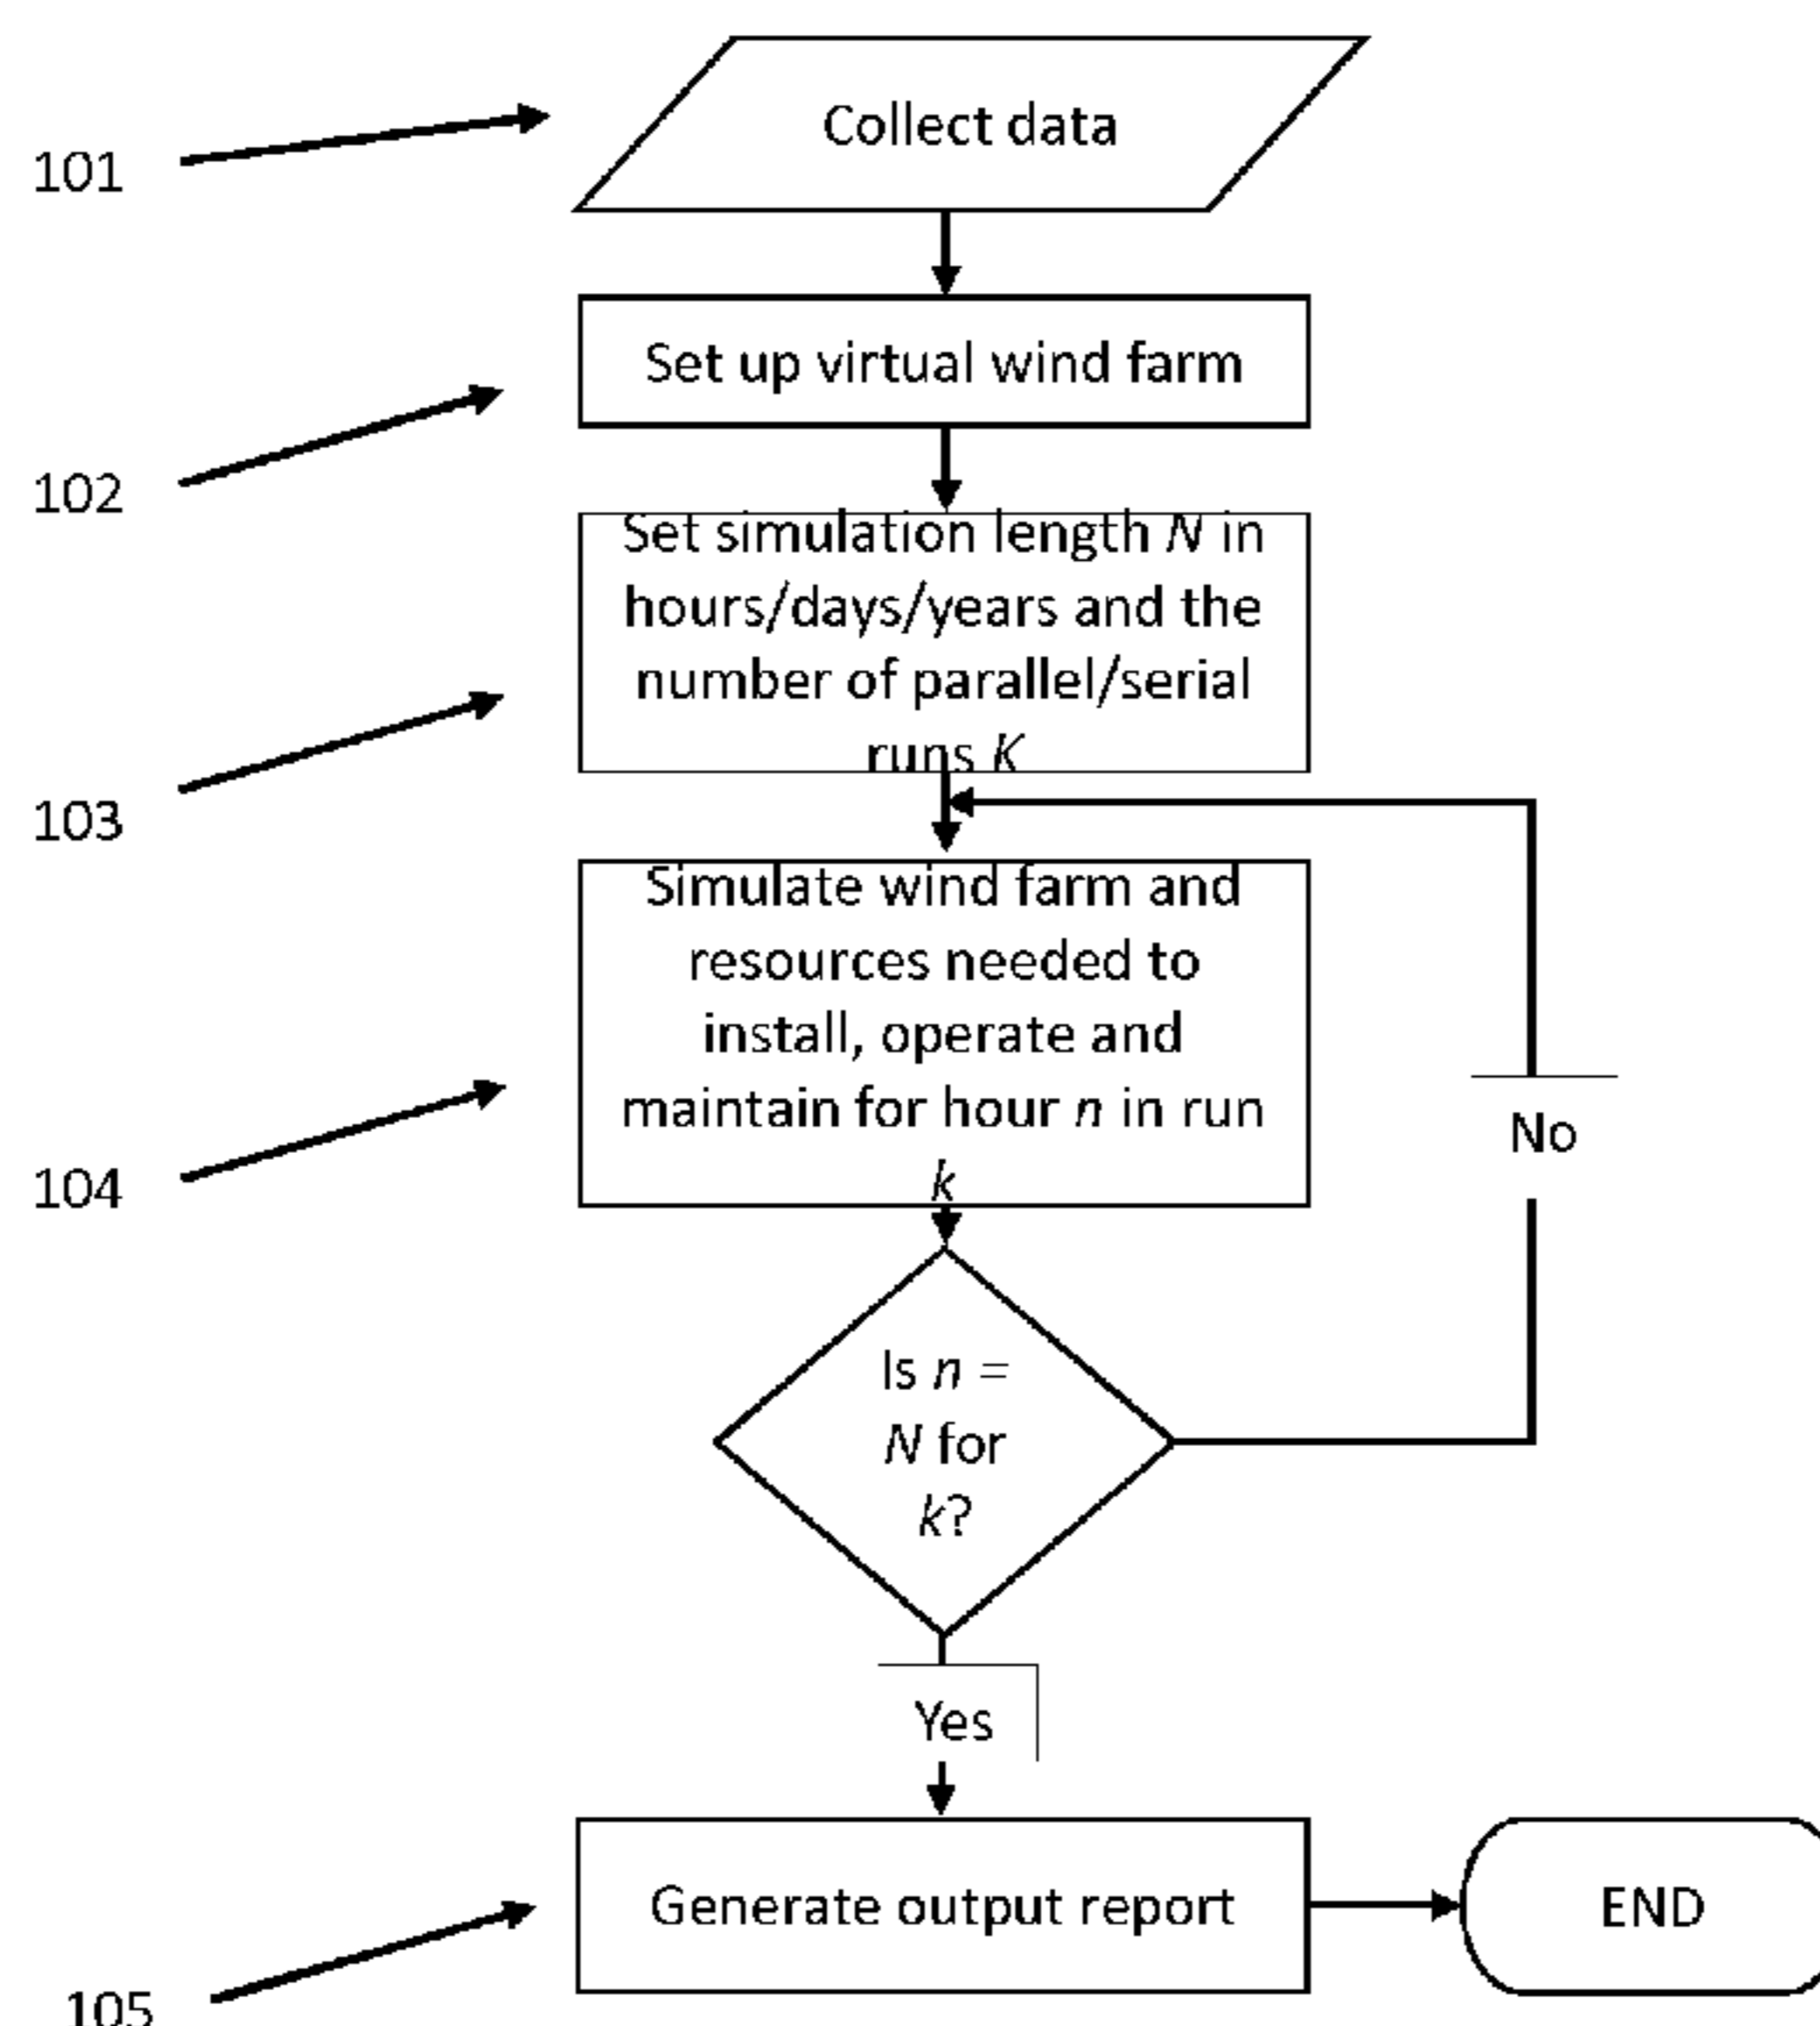 Collect data
101
Set up virtual wind farm
102
Set simulation length N in
hours/days/years and the
number of parallel/serial
runs K
103
Simulate wind farm and
resources needed to
install, operate and
maintain for hour n in run
k
No
104
Is n =
N for
k?
Yes
Generate output report
END
105